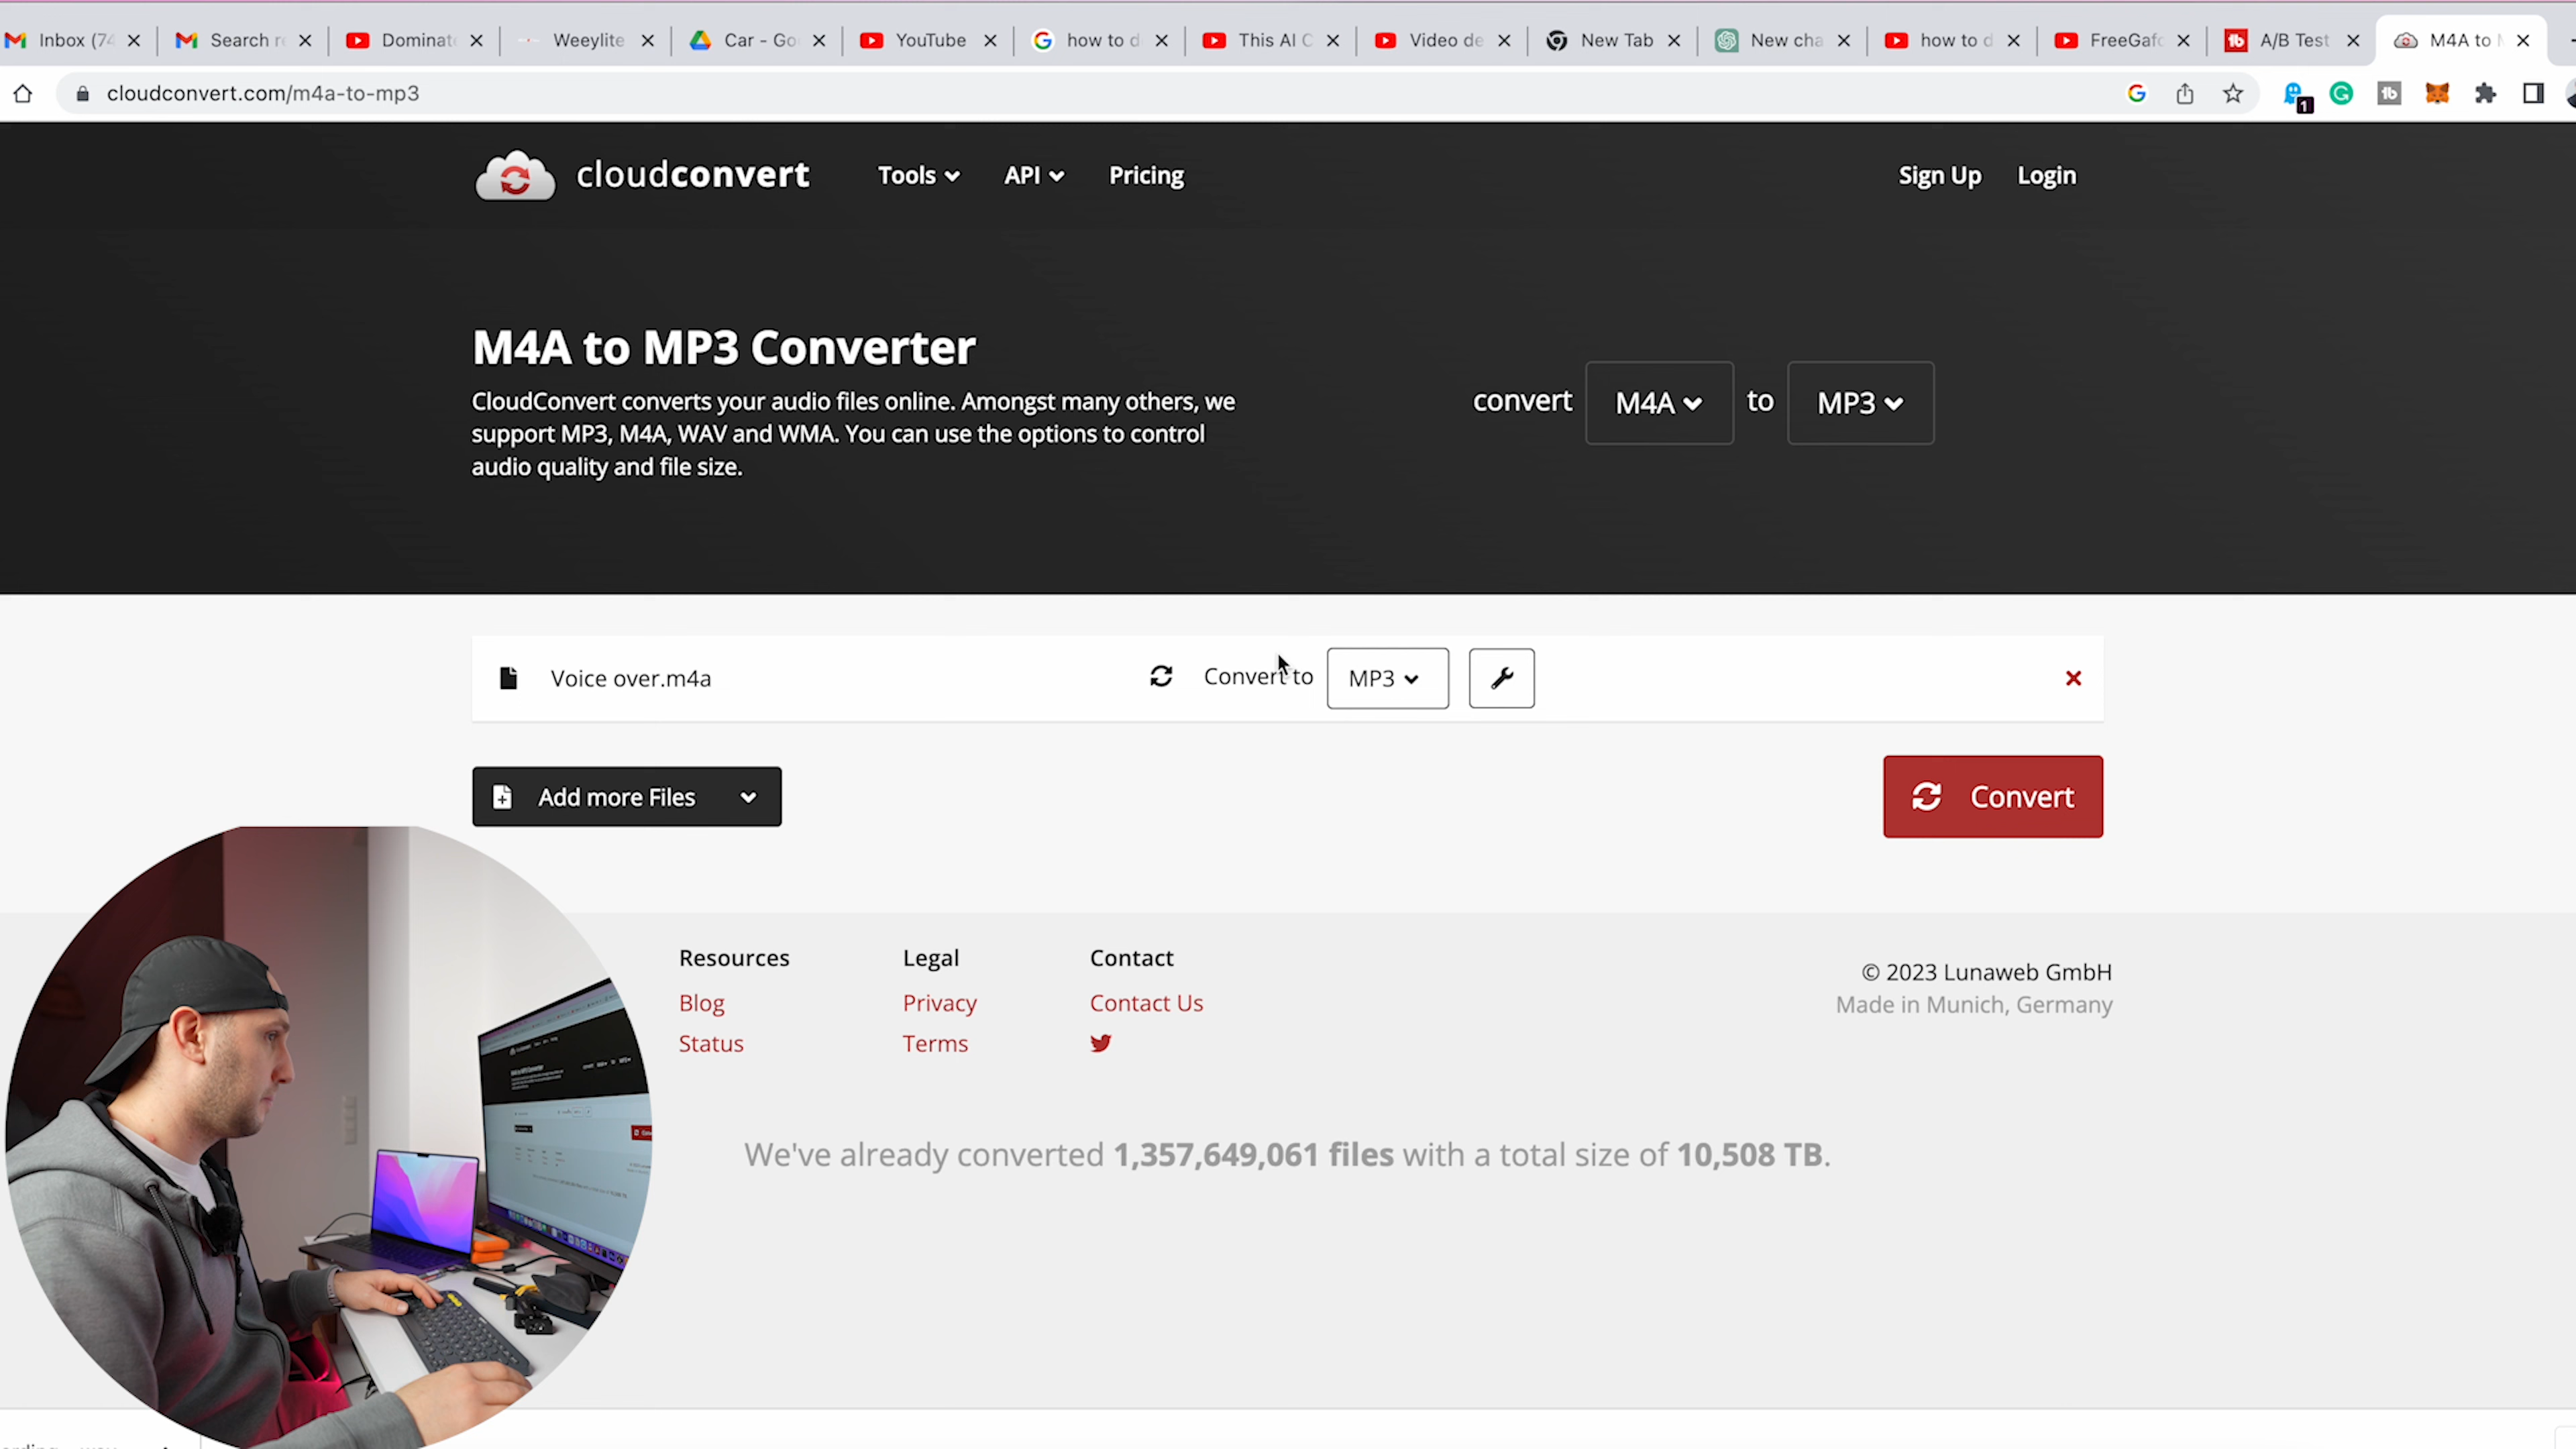 Inbox (74
Search re
Dominat
Weeylite
Car - Go
YouTube
how to d
This AI C
Video de
New Tab
New cha
how to d
FreeGafc
A/B Test
M4A to
cloudconvert.com/m4a-to-mp3
1
cloudconvert
Tools
API
Pricing
Sign Up
Login
M4A to MP3 Converter
CloudConvert converts your audio files online. Amongst many others, we
support MP3, M4A, WAV and WMA. You can use the options to control
audio quality and file size.
convert M4A to MP3
Voice over.m4a
Convert to MP3
Add more Files
Convert
Resources
Blog
Status
Legal
Privacy
Terms
Contact
Contact Us
© 2023 Lunaweb GmbH
Made in Munich, Germany
We've already converted 1,357,649,061 files with a total size of 10,508 TB.